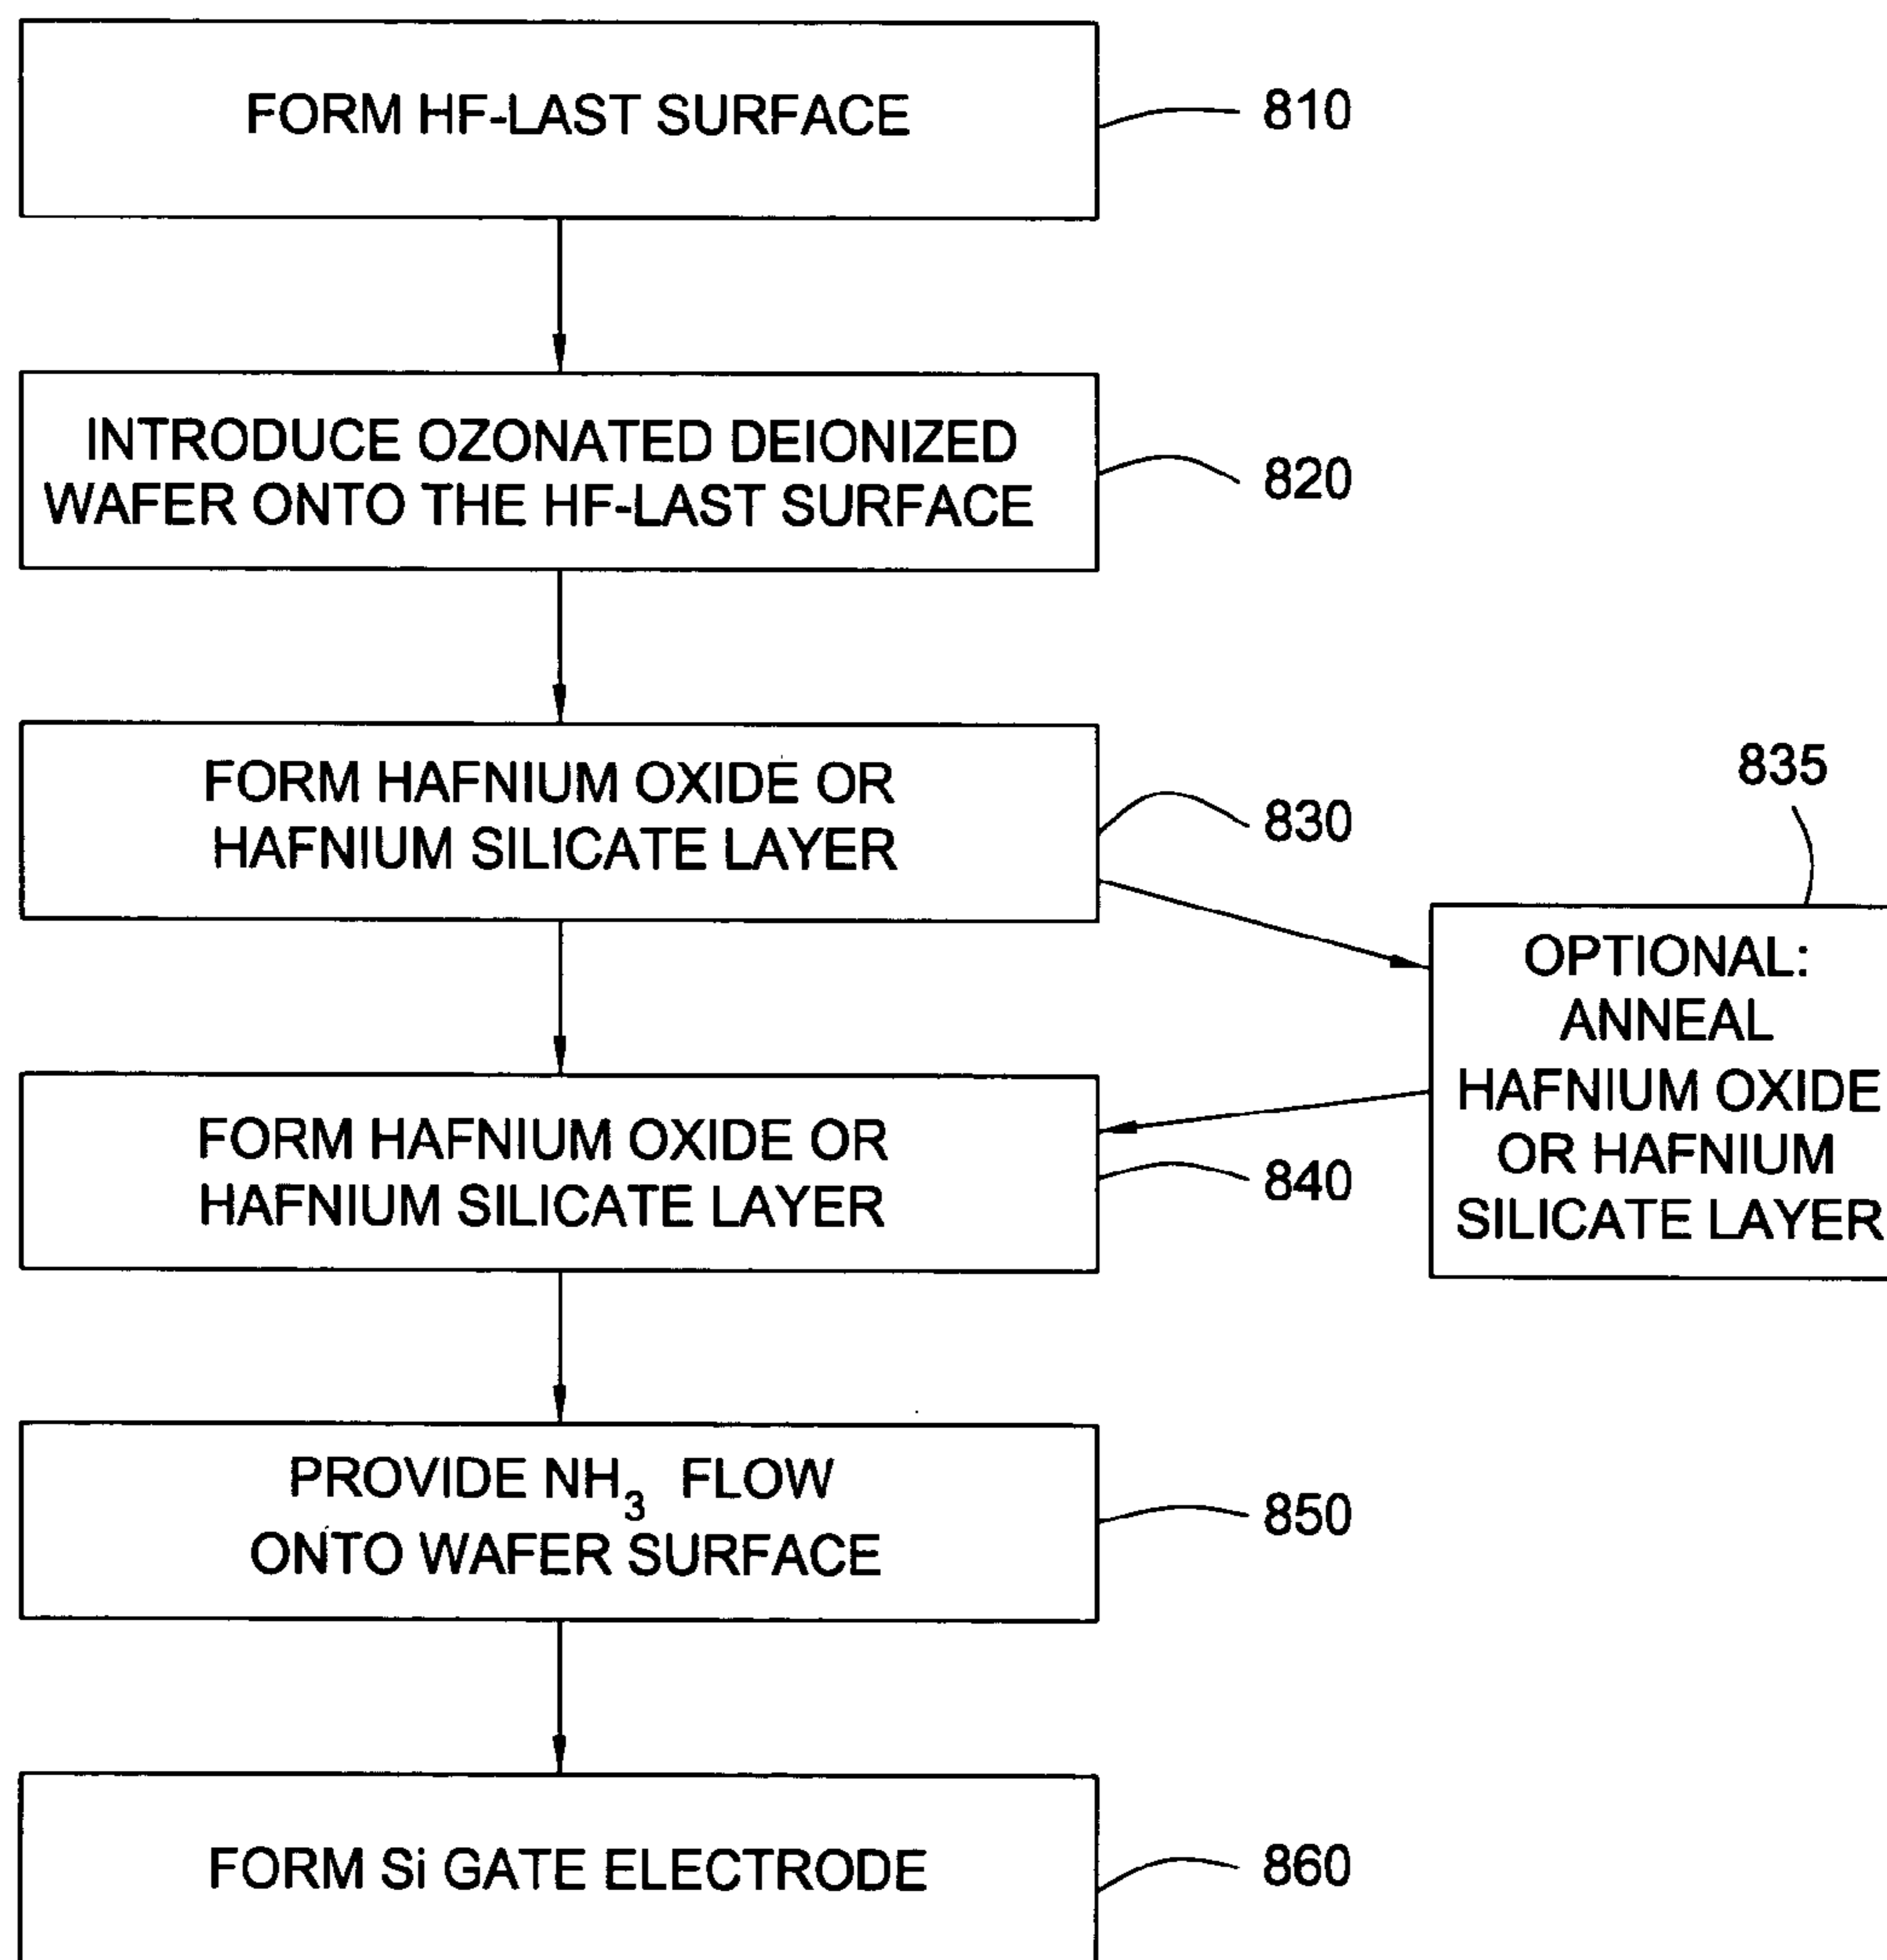 FORM HF-LAST SURFACE
810
INTRODUCE OZONATED DEIONIZED
WAFER ONTO THE HF-LAST SURFACE
820
FORM HAFNIUM OXIDE OR
HAFNIUM SILICATE LAYER
830
835
OPTIONAL:
ANNEAL
HAFNIUM OXIDE
OR HAFNIUM
SILICATE LAYER
FORM HAFNIUM OXIDE OR
HAFNIUM SILICATE LAYER
840
PROVIDE NH3 FLOW
ONTO WAFER SURFACE
850
FORM Si GATE ELECTRODE
860